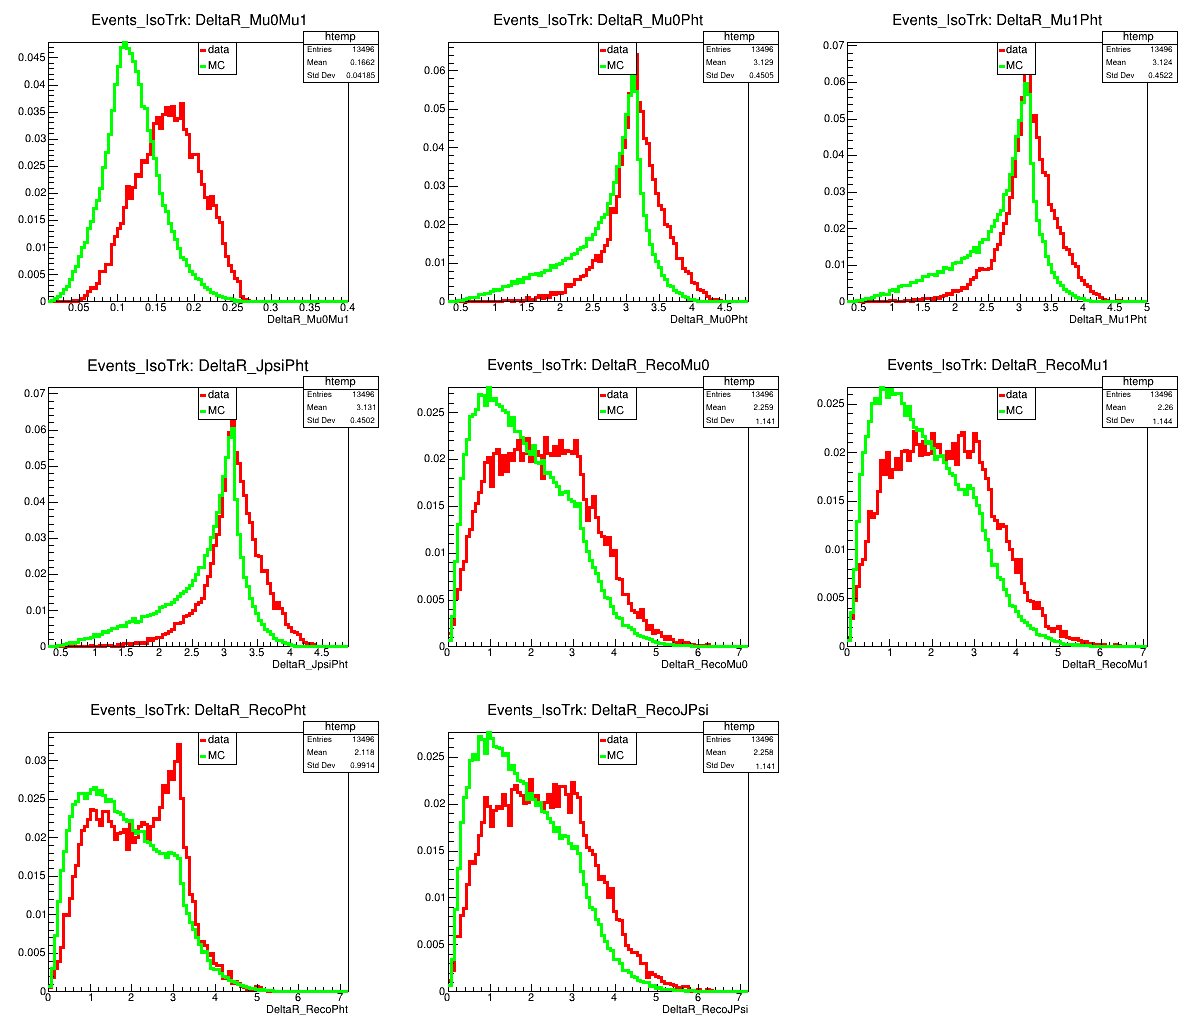 Events_IsoTrk: DeltaR_Mu0Mu1
htemp
Entries 13496
Mean 0.1662
Std Dev 0.04185
data
MC
0.045
0.04
0.035
0.03
0.025
0.02
0.015
0.01
0.005
0
0.05 0.1 0.15 0.2 0.25 0.3 0.35 0.4
DeltaR_Mu0Mu1
Events_IsoTrk: DeltaR_Mu0Pht
htemp
Entries 13496
Mean 3.129
Std Dev 0.4505
data
MC
0.06
0.05
0.04
0.03
0.02
0.01
0
0.5 1 1.5 2 2.5 3 3.5 4 4.5
DeltaR_Mu0Pht
Events_IsoTrk: DeltaR_Mu1Pht
htemp
Entries 13496
Mean 3.124
Std Dev 0.4522
data
MC
0.07
0.06
0.05
0.04
0.03
0.02
0.01
0
0.5 1 1.5 2 2.5 3 3.5 4 4.5 5
DeltaR_Mu1Pht
Events_IsoTrk: DeltaR_JpsiPht
htemp
Entries 13496
Mean 3.131
Std Dev 0.4502
data
MC
0.07
0.06
0.05
0.04
0.03
0.02
0.01
0
0.5 1 1.5 2 2.5 3 3.5 4 4.5
DeltaR_JpsiPht
Events_IsoTrk: DeltaR_RecoMu0
htemp
Entries 13496
Mean 2.259
Std Dev 1.141
data
MC
0.025
0.02
0.015
0.01
0.005
0
0 1 2 3 4 5 6 7
DeltaR_RecoMu0
Events_IsoTrk: DeltaR_RecoMu1
htemp
Entries 13496
Mean 2.26
Std Dev 1.144
data
MC
0.025
0.02
0.015
0.01
0.005
0
0 1 2 3 4 5 6 7
DeltaR_RecoMu1
Events_IsoTrk: DeltaR_RecoPht
htemp
Entries 13496
Mean 2.118
Std Dev 0.9914
data
MC
0.03
0.025
0.02
0.015
0.01
0.005
0
0 1 2 3 4 5 6 7
DeltaR_RecoPht
Events_IsoTrk: DeltaR_RecoJPsi
htemp
Entries 13496
Mean 2.258
Std Dev 1.141
data
MC
0.025
0.02
0.015
0.01
0.005
0
0 1 2 3 4 5 6 7
DeltaR_RecoJPsi